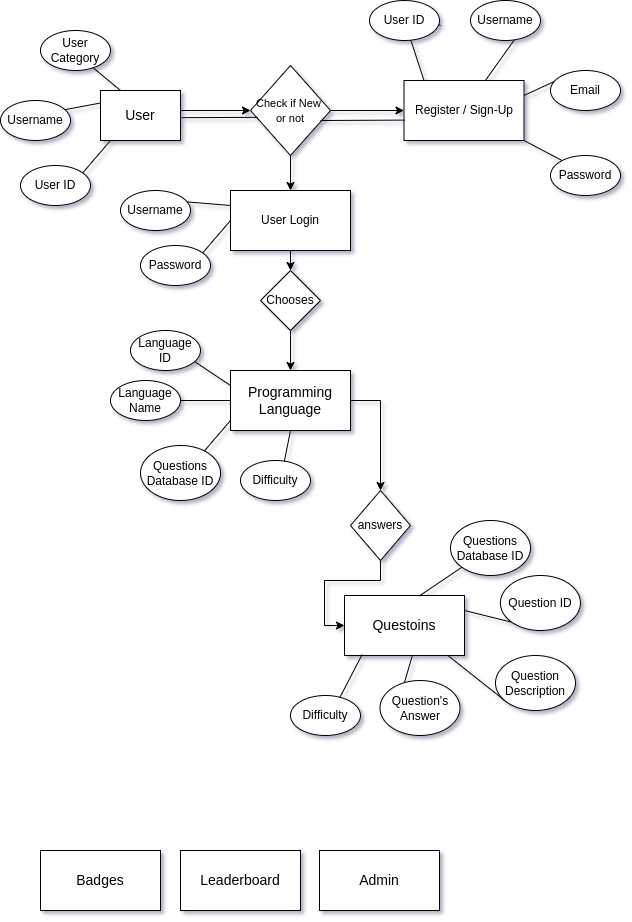 User ID
Username
User
Category
Email
Username
User
Check if New
or not
Register / Sign-Up
User ID
Password
Username
User Login
Password
Chooses
Language
ID
Language
Name
Programming
Language
Questions
Database ID
Difficulty
answers
Questions
Database ID
Question ID
Questoins
Question
Description
Difficulty
Question's
Answer
Badges
Leaderboard
Admin